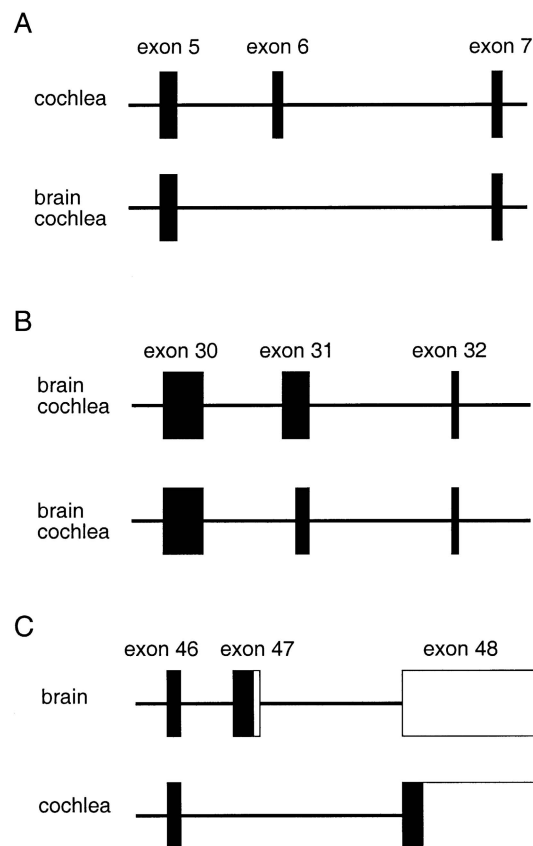 A
exon 5 exon 6 exon 7
cochlea
brain
cochlea
B
exon 30 exon 31 exon 32
brain
cochlea
brain
cochlea
C
exon 46 exon 47 exon 48
brain
cochlea